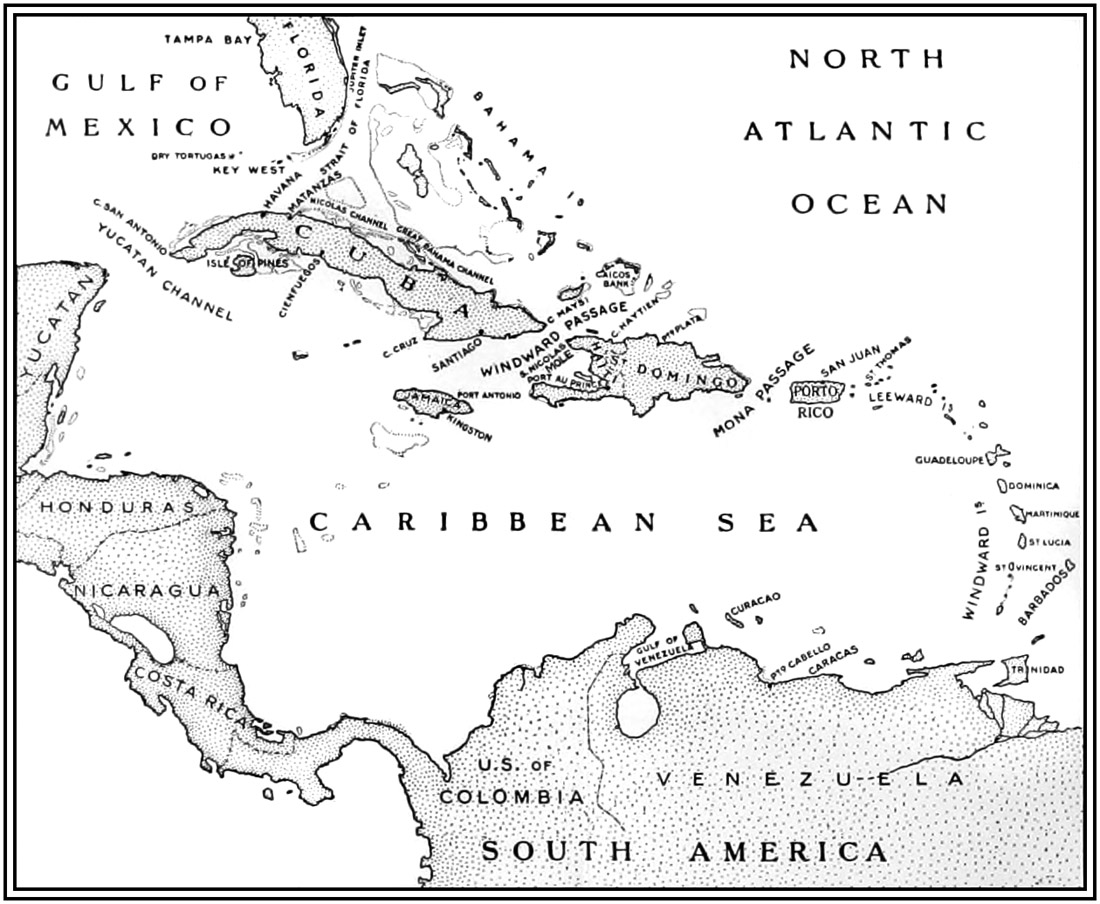 TAMPA BAY
FLORIDA
JUPITER INLET
NORTH
ATLANTIC
OCEAN
GULF OF
MEXICO
BAHAMA Is
STRAIT OF FLORIDA
DRY TORTUGAS
KEY WEST
HAVANA
MATANZAS
NICOLAS CHANNEL
GREAT BAHAMA CHANNEL
C. SAN ANTONIO
YUCATAN CHANNEL
ISLE OF PINES
CIENFUEGOS
CUBA
CAICOS
BANK
YUCATAN
C. MAYSI
WINDWARD PASSAGE
C. HAYTIEN
Pto PLATA
C. CRUZ
SANTIAGO
S. NICOLAS
MOLE
PORT AU PRINCE
HAYTI
ST
DOMINGO
MONA PASSAGE
SAN JUAN
ST THOMAS
PORTO
RICO
LEEWARD Is
JAMAICA
PORT ANTONIO
KINGSTON
GUADELOUPE
DOMINICA
MARTINIQUE
ST LUCIA
ST VINCENT
BARBADOS
WINDWARD Is
HONDURAS
CARIBBEAN SEA
NICARAGUA
COSTA RICA
CURACAO
GULF OF
VENEZUELA
Pto CABELLO
CARACAS
TRINIDAD
U.S. OF
COLOMBIA
VENEZUELA
SOUTH AMERICA